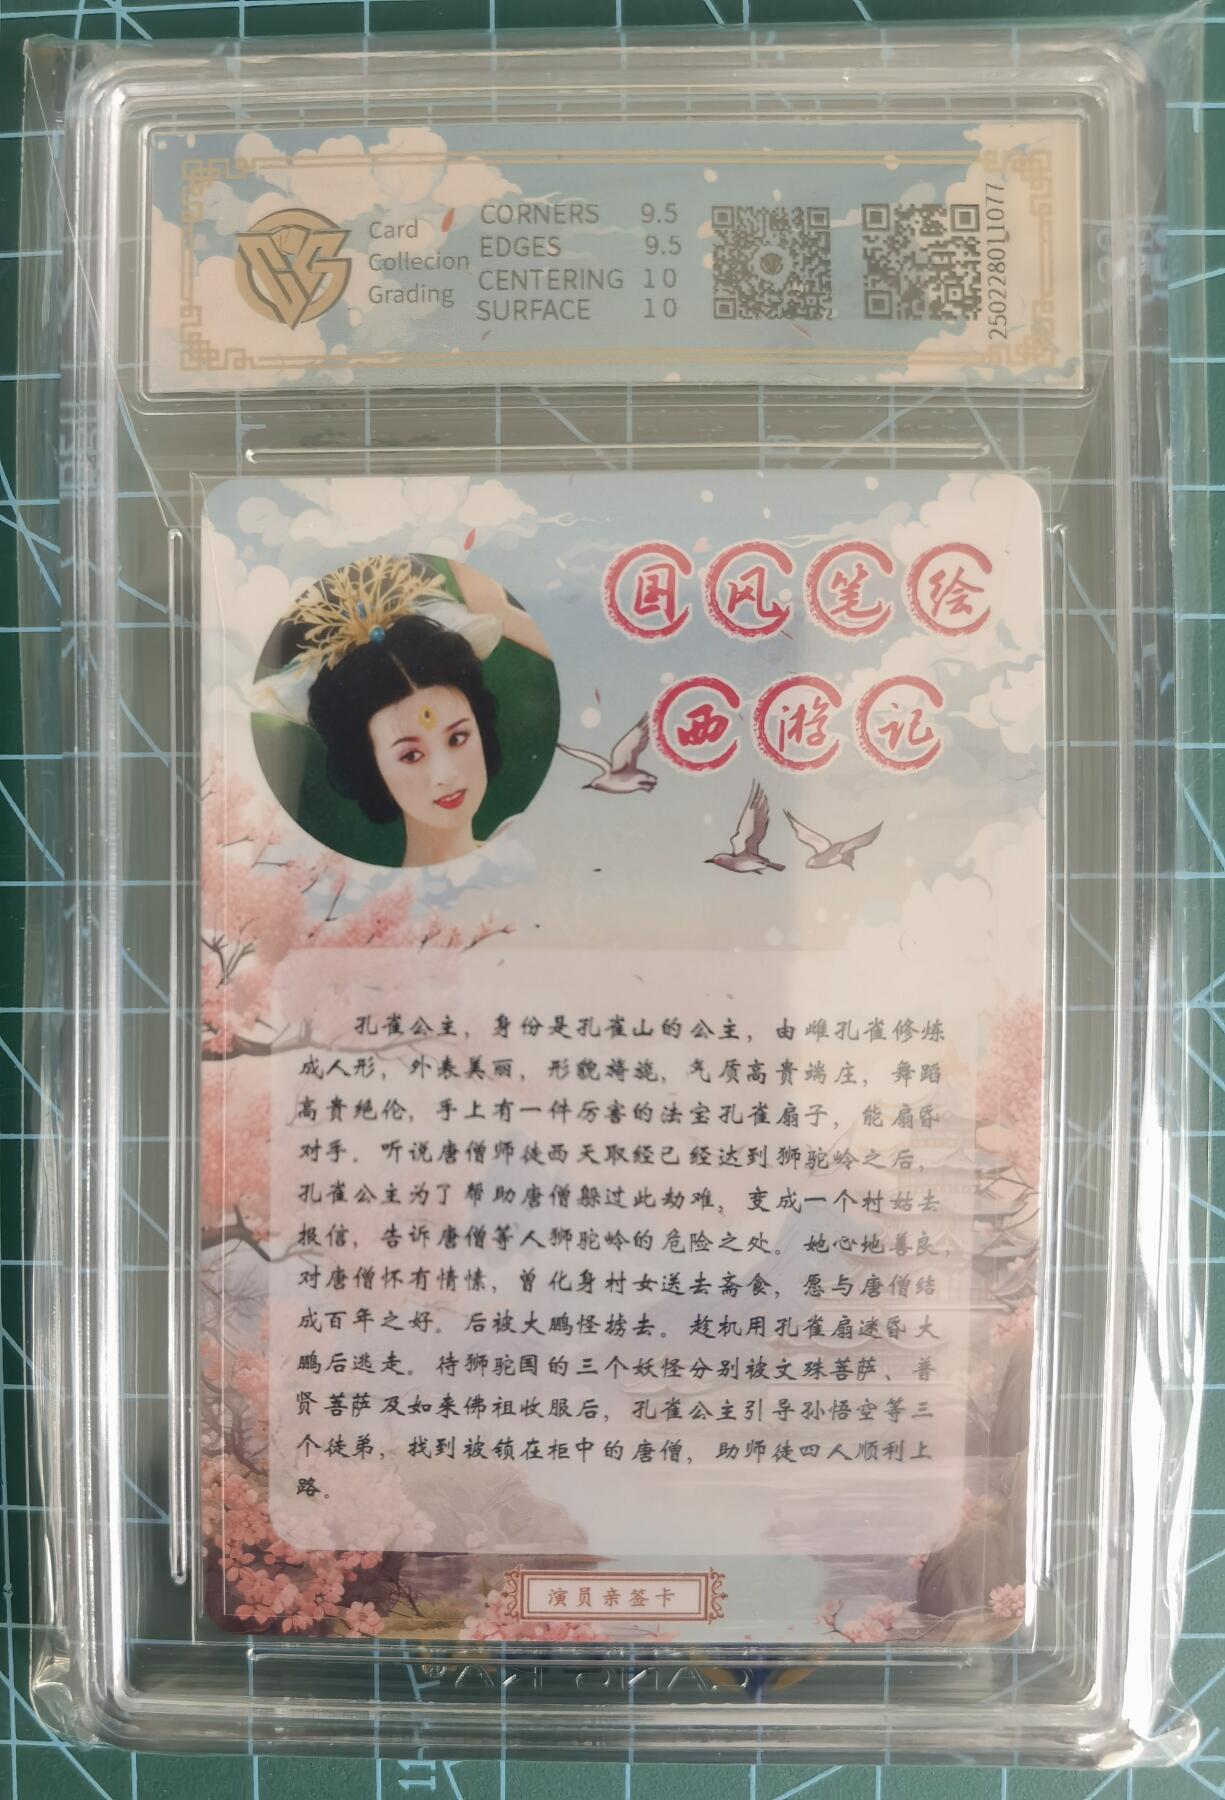 Card
Collecion
Grading
CORNERS 9.5
EDGES 9.5
CENTERING 10
SURFACE 10
2502280111077
国风笔绘
西游记
孔雀公主，身份是孔雀山的公主，由雌孔雀修炼
成人形，外表美丽，形貌旖旎，气质高贵端庄，舞蹈
高贵绝伦，手上有一件厉害的法宝孔雀扇子，能扇昏
对手。听说唐僧师徒西天取经已经达到狮驼岭之后，
孔雀公主为了帮助唐僧躲过此劫难，变成一个村姑去
报信，告诉唐僧等人狮驼岭的危险之处。她心地善良，
对唐僧怀有情愫，曾化身村女送去斋食，愿与唐僧结
成百年之好。后被大鹏怪掳去。趁机用孔雀扇迷昏大
鹏后逃走。待狮驼国的三个妖怪分别被文殊菩萨、普
贤菩萨及如来佛祖收服后，孔雀公主引导孙悟空等三
个徒弟，找到被锁在柜中的唐僧，助师徒四人顺利上
路。
演员亲签卡
11